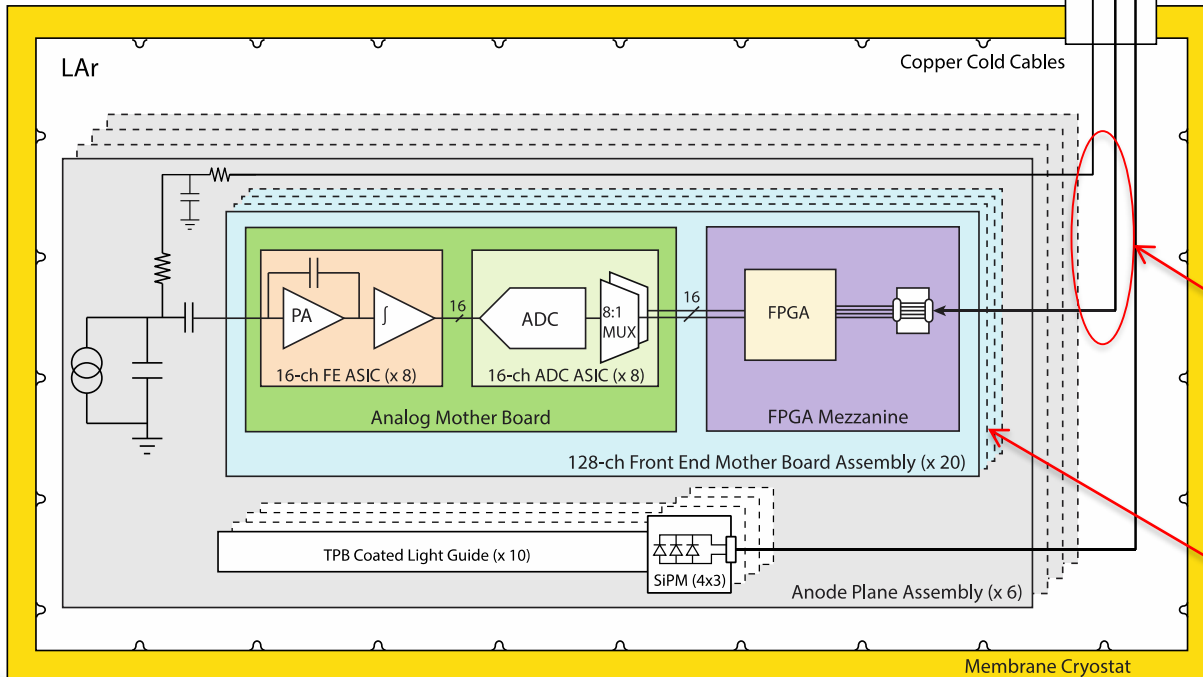 LAr
Copper Cold Cables
PA
∫
16
ADC
8:1
MUX
16
FPGA
16-ch FE ASIC (x 8)
16-ch ADC ASIC (x 8)
Analog Mother Board
FPGA Mezzanine
128-ch Front End Mother Board Assembly (x 20)
TPB Coated Light Guide (x 10)
SiPM (4x3)
Anode Plane Assembly (x 6)
Membrane Cryostat